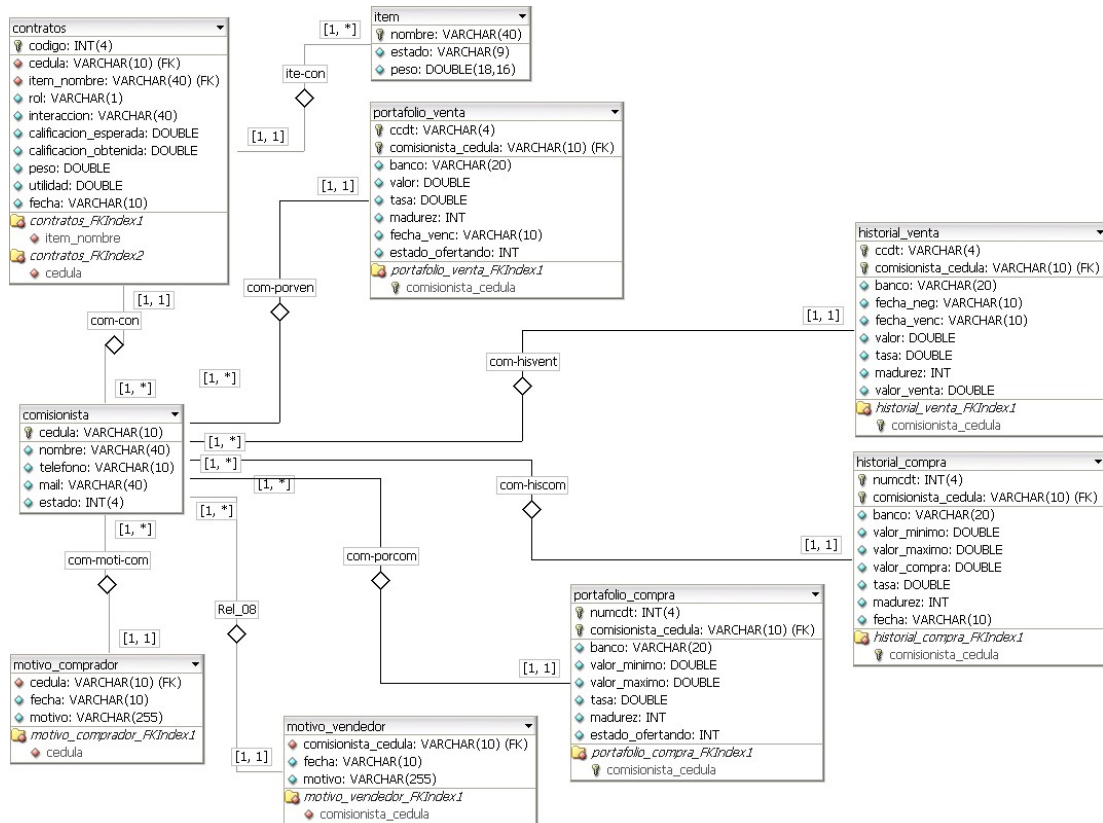 contratos
codigo: INT(4)
cedula: VARCHAR(10) (FK)
item_nombre: VARCHAR(40) (FK)
rol: VARCHAR(1)
interaccion: VARCHAR(40)
calificacion_esperada: DOUBLE
calificacion_obtenida: DOUBLE
peso: DOUBLE
utilidad: DOUBLE
fecha: VARCHAR(10)
contratos_FKIndex1
item_nombre
contratos_FKIndex2
cedula
[1, *]
ite-con
[1, 1]
item
nombre: VARCHAR(40)
estado: VARCHAR(9)
peso: DOUBLE(18,16)
portafolio_venta
ccdt: VARCHAR(4)
comisionista_cedula: VARCHAR(10) (FK)
banco: VARCHAR(20)
valor: DOUBLE
tasa: DOUBLE
madurez: INT
fecha_venc: VARCHAR(10)
estado_ofertando: INT
portafolio_venta_FKIndex1
comisionista_cedula
[1, 1]
com-porven
[1, *]
[1, 1]
com-con
[1, *]
historial_venta
ccdt: VARCHAR(4)
comisionista_cedula: VARCHAR(10) (FK)
banco: VARCHAR(20)
fecha_neg: VARCHAR(10)
fecha_venc: VARCHAR(10)
valor: DOUBLE
tasa: DOUBLE
madurez: INT
valor_venta: DOUBLE
historial_venta_FKIndex1
comisionista_cedula
[1, 1]
com-hisvent
[1, *]
comisionista
cedula: VARCHAR(10)
nombre: VARCHAR(40)
telefono: VARCHAR(10)
mail: VARCHAR(40)
estado: INT(4)
[1, *]
com-hiscom
[1, 1]
historial_compra
numcdt: INT(4)
comisionista_cedula: VARCHAR(10) (FK)
banco: VARCHAR(20)
valor_minimo: DOUBLE
valor_maximo: DOUBLE
valor_compra: DOUBLE
tasa: DOUBLE
madurez: INT
fecha: VARCHAR(10)
historial_compra_FKIndex1
comisionista_cedula
[1, *]
com-porcom
[1, 1]
[1, *]
Rel_08
[1, 1]
[1, *]
com-moti-com
[1, 1]
portafolio_compra
numcdt: INT(4)
comisionista_cedula: VARCHAR(10) (FK)
banco: VARCHAR(20)
valor_minimo: DOUBLE
valor_maximo: DOUBLE
tasa: DOUBLE
madurez: INT
estado_ofertando: INT
portafolio_compra_FKIndex1
comisionista_cedula
motivo_comprador
cedula: VARCHAR(10) (FK)
fecha: VARCHAR(10)
motivo: VARCHAR(255)
motivo_comprador_FKIndex1
cedula
motivo_vendedor
comisionista_cedula: VARCHAR(10) (FK)
fecha: VARCHAR(10)
motivo: VARCHAR(255)
motivo_vendedor_FKIndex1
comisionista_cedula